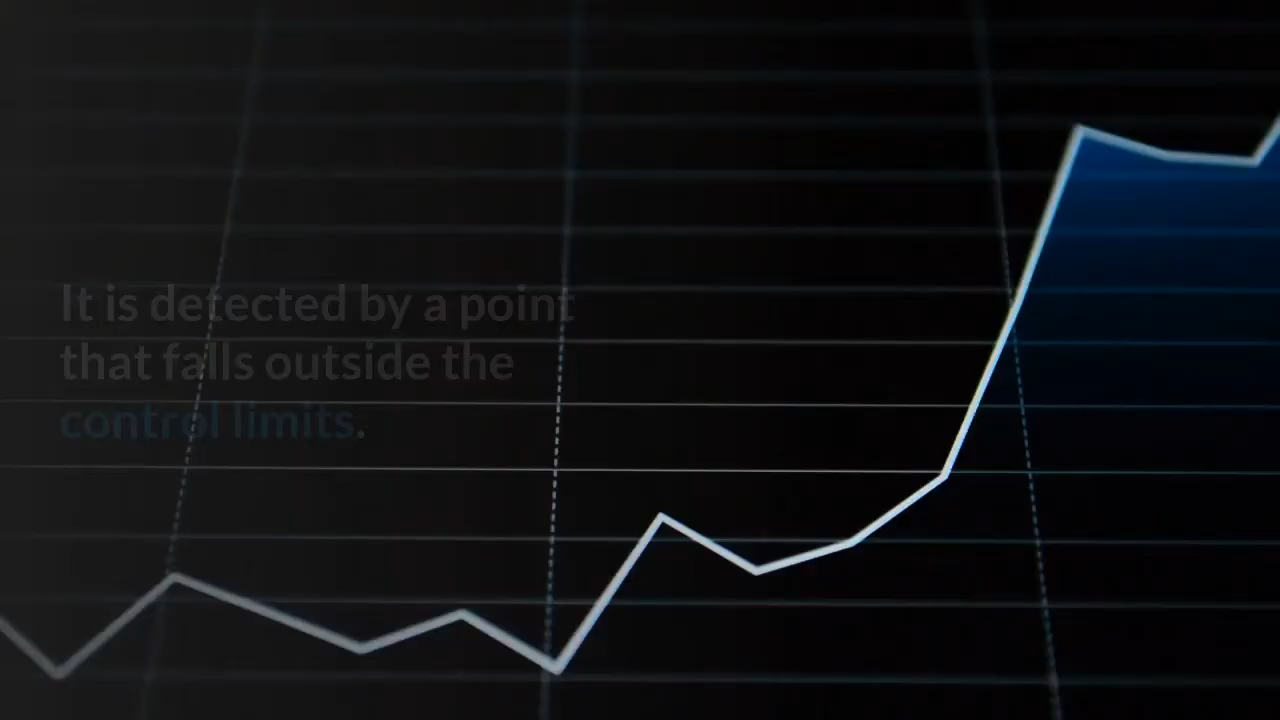 It is detected by a point
that falls outside the
control limits.